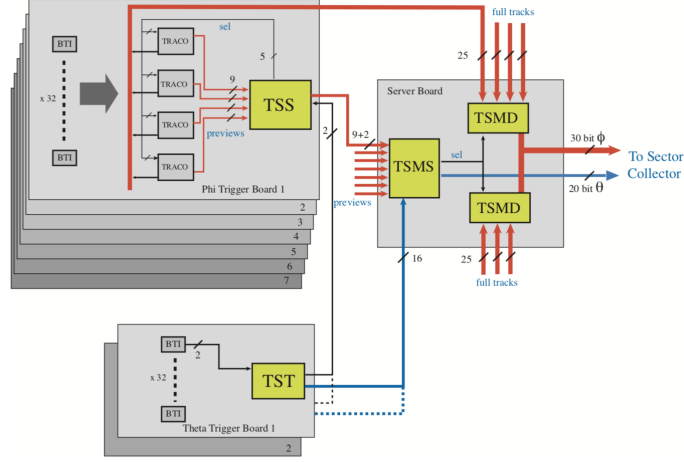 full tracks
BTI
x 32
BTI
sel
TRACO
TRACO
TRACO
TRACO
5
9
previews
TSS
Phi Trigger Board 1
2
3
4
5
6
7
2
9+2
previews
25
Server Board
TSMD
TSMS
sel
TSMD
30 bit ϕ
20 bit θ
To Sector
Collector
16
25
full tracks
BTI
2
x 32
BTI
TST
Theta Trigger Board 1
2